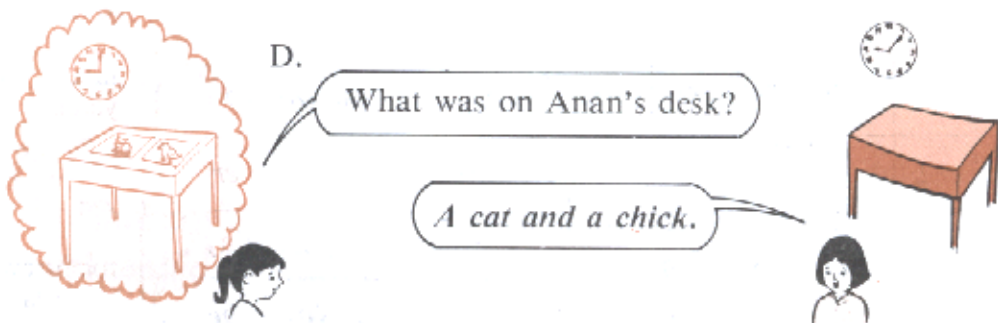 D.
What was on Anan's desk?
A cat and a chick.